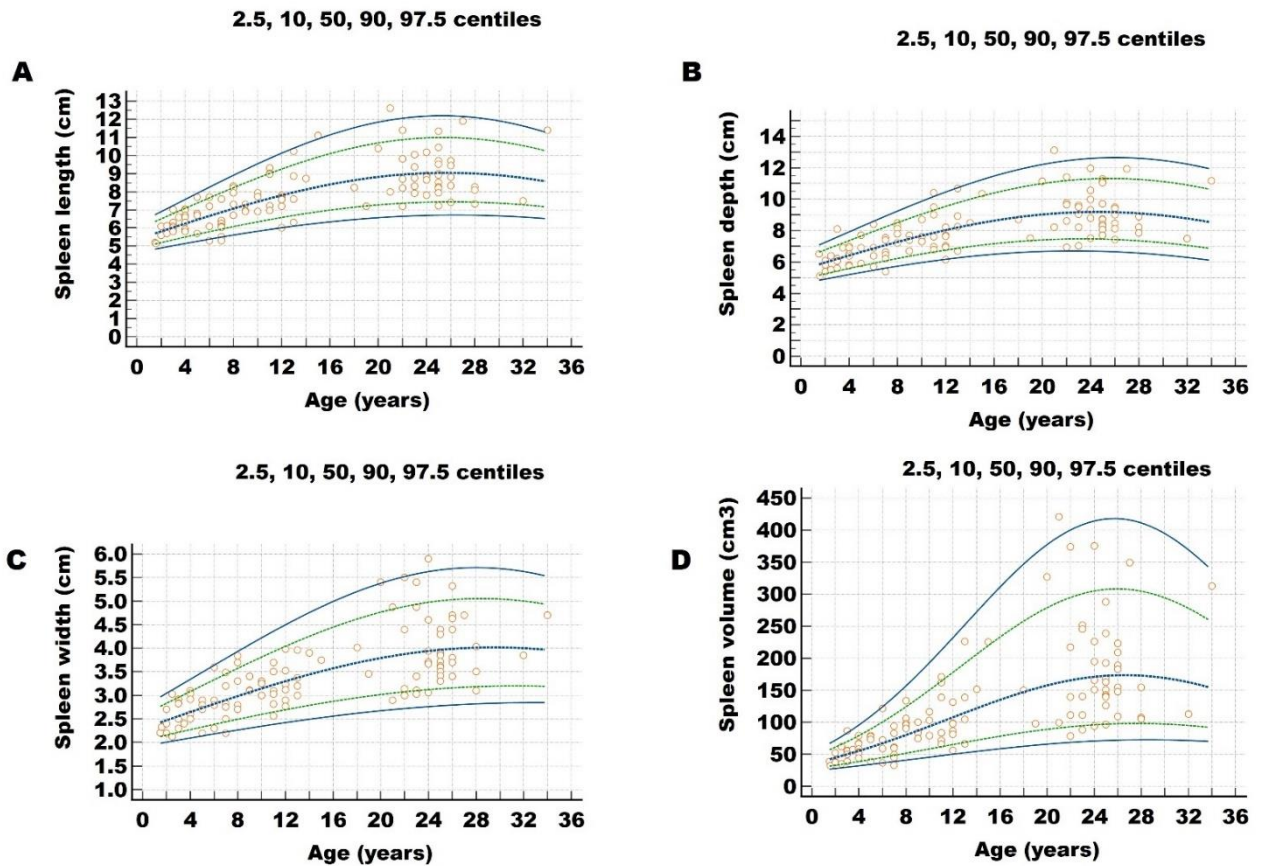 2.5, 10, 50, 90, 97.5 centiles
A
Spleen length (cm)
13
12
11
10
9
8
7
6
5
4
3
2
1
0
0 4 8 12 16 20 24 28 32 36
Age (years)
2.5, 10, 50, 90, 97.5 centiles
B
Spleen depth (cm)
14
12
10
8
6
4
2
0
0 4 8 12 16 20 24 28 32 36
Age (years)
2.5, 10, 50, 90, 97.5 centiles
C
Spleen width (cm)
6.0
5.5
5.0
4.5
4.0
3.5
3.0
2.5
2.0
1.5
1.0
0 4 8 12 16 20 24 28 32 36
Age (years)
2.5, 10, 50, 90, 97.5 centiles
D
Spleen volume (cm3)
450
400
350
300
250
200
150
100
50
0
0 4 8 12 16 20 24 28 32 36
Age (years)